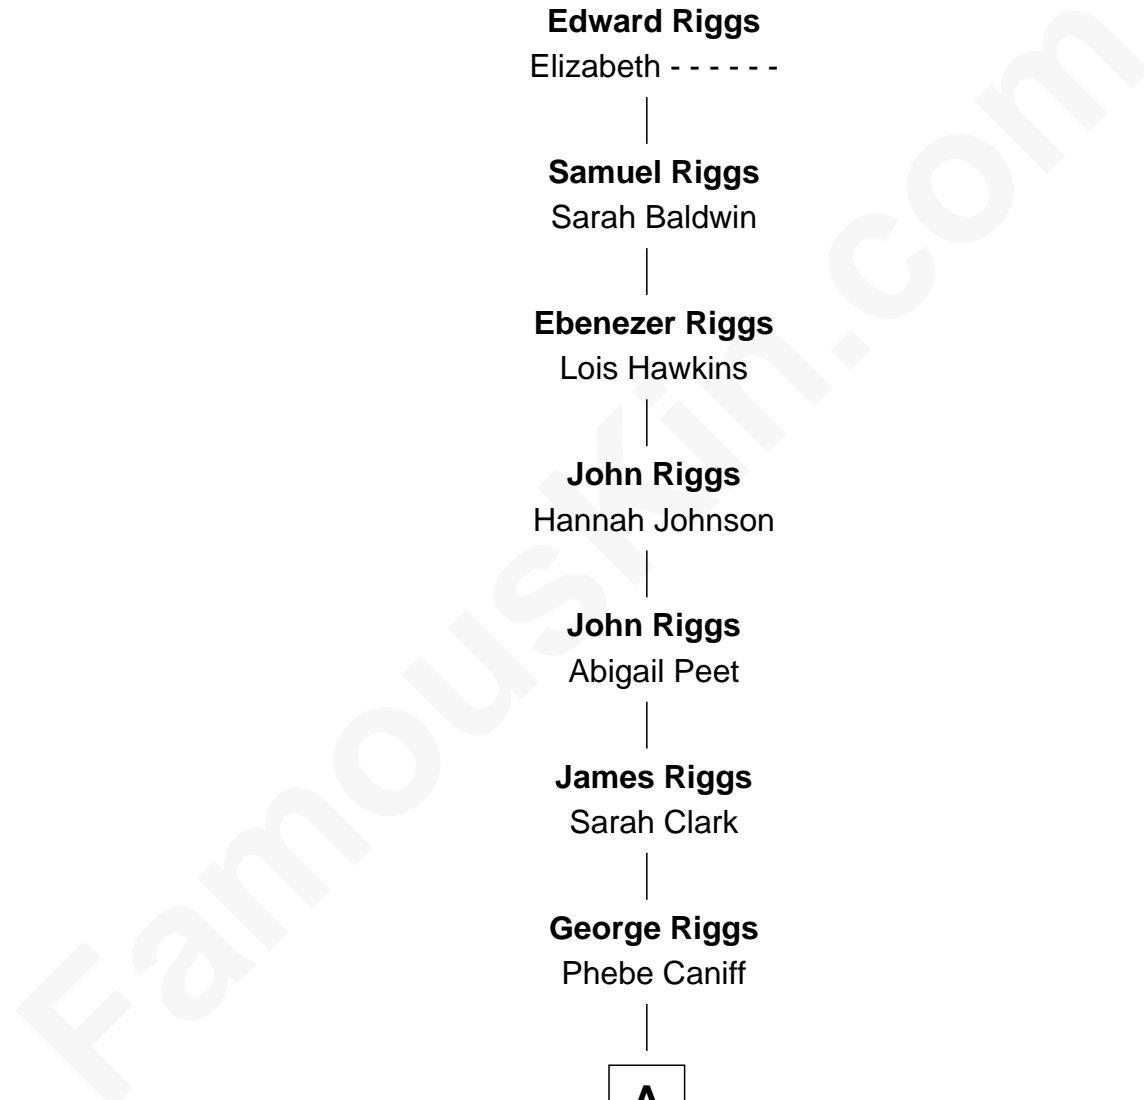 Edward Riggs
Elizabeth - - - - - -
Samuel Riggs
Sarah Baldwin
Ebenezer Riggs
Lois Hawkins
John Riggs
Hannah Johnson
John Riggs
Abigail Peet
James Riggs
Sarah Clark
George Riggs
Phebe Caniff
A
FamousKin.com